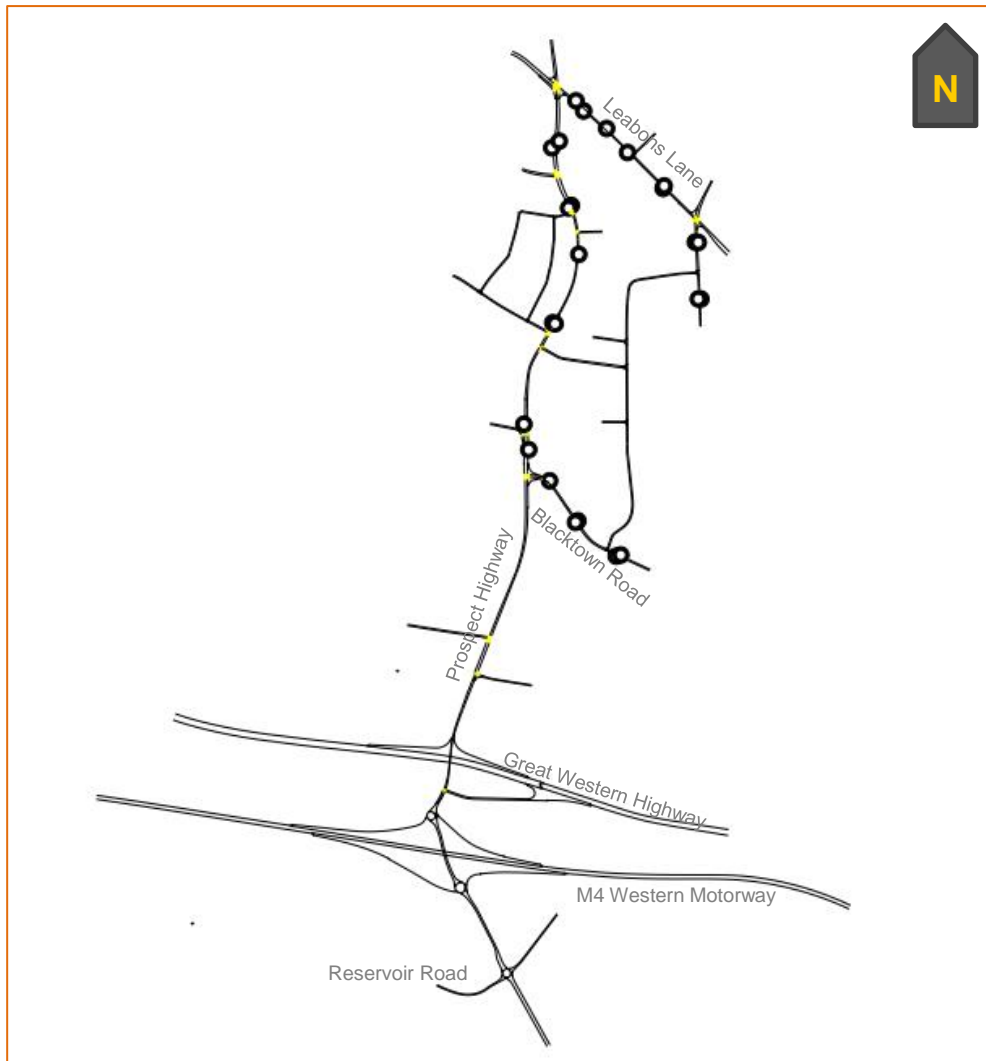 N
Leabons Lane
Blacktown Road
Prospect Highway
Great Western Highway
M4 Western Motorway
Reservoir Road